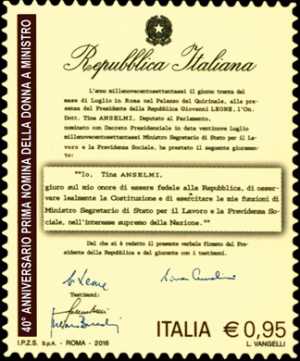 Repubblica Italiana
L'anno millenovecentosettantasei il giorno trenta del
mese di Luglio in Roma nel Palazzo del Quirinale, alla pre-
senza del Presidente della Repubblica Giovanni LEONE, l'On.
Dott. Tina ANSELMI, Deputato al Parlamento,
nominato con Decreto Presidenziale in data ventinove Luglio
millenovecentosettantasei Ministro Segretario di Stato per il La-
voro e la Previdenza Sociale, ha prestato il seguente giuramen-
to:
"Io, Tina ANSELMI,
giuro sul mio onore di essere fedele alla Repubblica, di osser-
vare lealmente la Costituzione e di esercitare le mie funzioni di
Ministro Segretario di Stato per il Lavoro e la Previdenza So-
ciale, nell'interesse supremo della Nazione."
Del che si è redatto il presente verbale firmato dal
Presidente della Repubblica e dal giurante con i testimoni:
G. Leone
Tina Anselmi
Testimoni:
40° ANNIVERSARIO PRIMA NOMINA DELLA DONNA A MINISTRO
ITALIA € 0,95
I.P.Z.S. S.p.A. - ROMA - 2016
L. VANGELLI